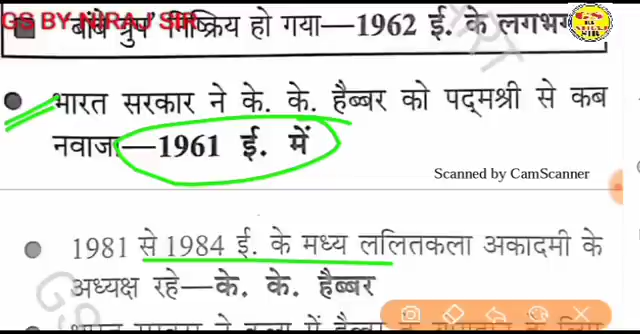 GS BY NIRAJ SIR
बॉम्बे ग्रुप निष्क्रिय हो गया—1962 ई. के लगभग
भारत सरकार ने के. के. हैब्बर को पद्मश्री से कब
नवाजा—1961 ई. में
Scanned by CamScanner
1981 से 1984 ई. के मध्य ललितकला अकादमी के
अध्यक्ष रहे—के. के. हैब्बर